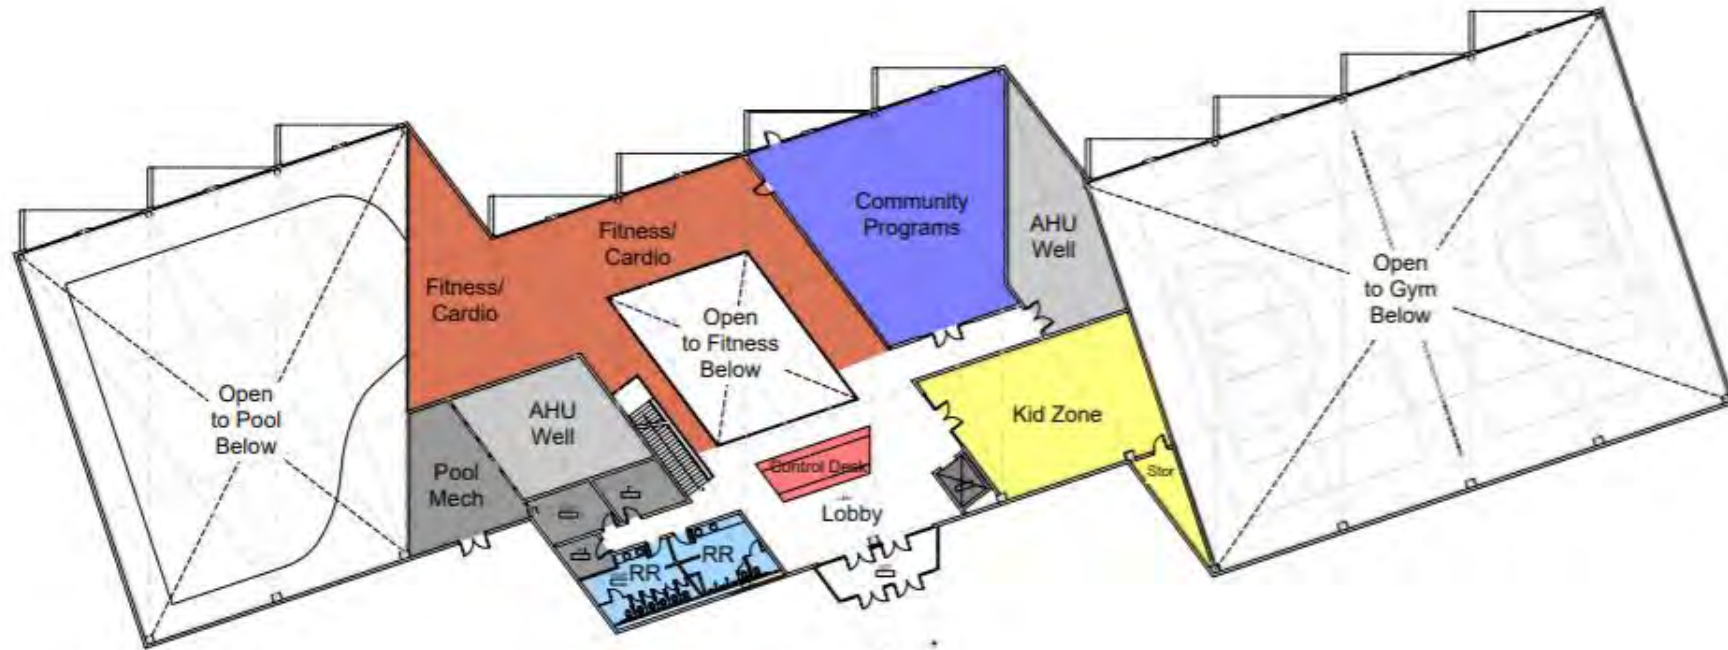 Community
Programs
Fitness/
Cardio
AHU
Well
Open
to Gym
Below
Fitness/
Cardio
Open
to Fitness
Below
Open
to Pool
Below
AHU
Well
Kid Zone
Pool
Mech
Control Desk
Stor
Lobby
RR
RR